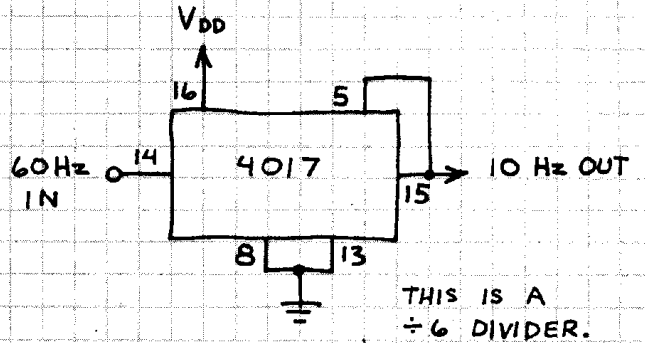 VDD
16
5
60Hz
IN
14
4017
15
10 Hz OUT
8
13
THIS IS A
÷6 DIVIDER.